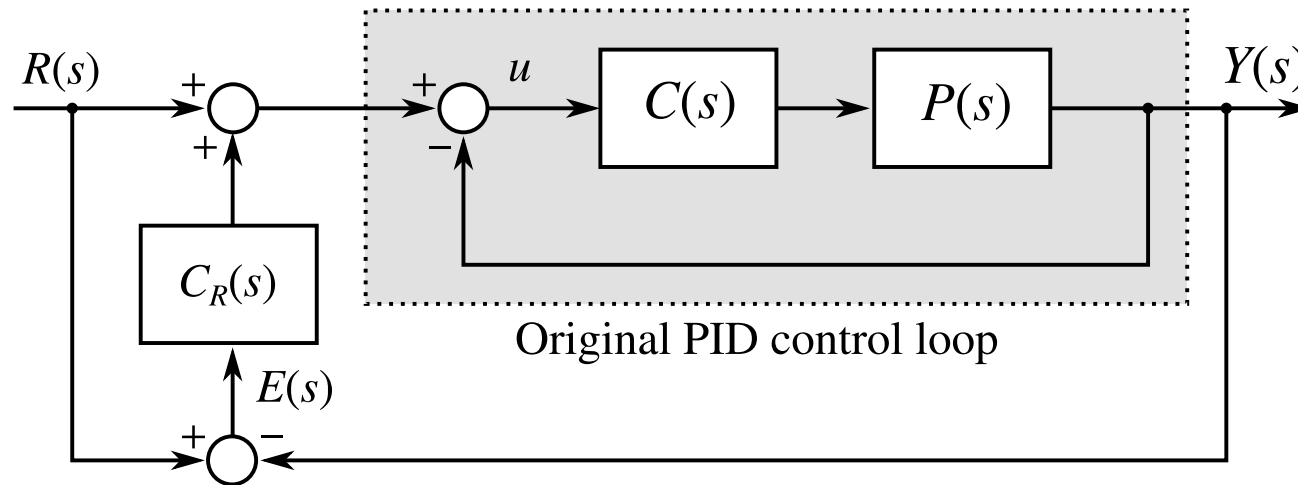 R(s)
+
+
+
−
u
C(s)
P(s)
Y(s)
C_R(s)
Original PID control loop
E(s)
+
−